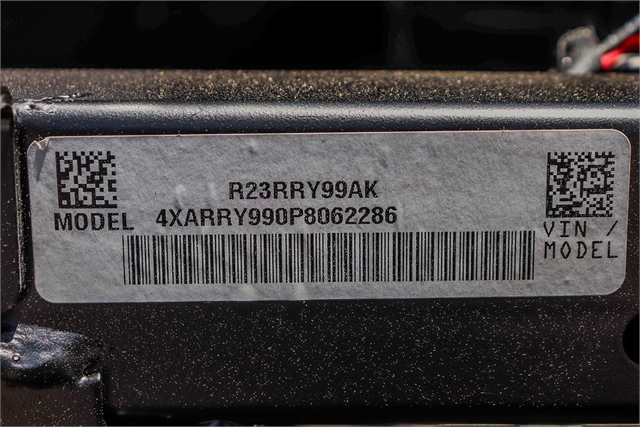 R23RRY99AK
MODEL 4XARRY990P8062286
VIN /
MODEL